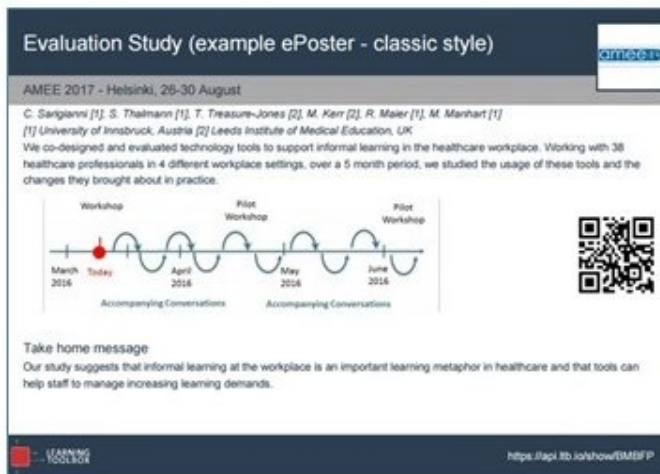 Evaluation Study (example ePoster - classic style)
amee
AMEE 2017 - Helsinki, 26-30 August
C. Sarigianni [1], S. Thalmann [1], T. Treasure-Jones [2], M. Kerr [2], R. Maier [1], M. Manhart [1]
[1] University of Innsbruck, Austria [2] Leeds Institute of Medical Education, UK
We co-designed and evaluated technology tools to support informal learning in the healthcare workplace. Working with 38
healthcare professionals in 4 different workplace settings, over a 5 month period, we studied the usage of these tools and the
changes they brought about in practice.
Workshop
Pilot
Workshop
Pilot
Workshop
March
2016
Today
April
2016
May
2016
June
2016
Accompanying Conversations
Accompanying Conversations
Take home message
Our study suggests that informal learning at the workplace is an important learning metaphor in healthcare and that tools can
help staff to manage increasing learning demands.
LEARNING
TOOLBOX
https://api.ltb.io/show/BMBFP